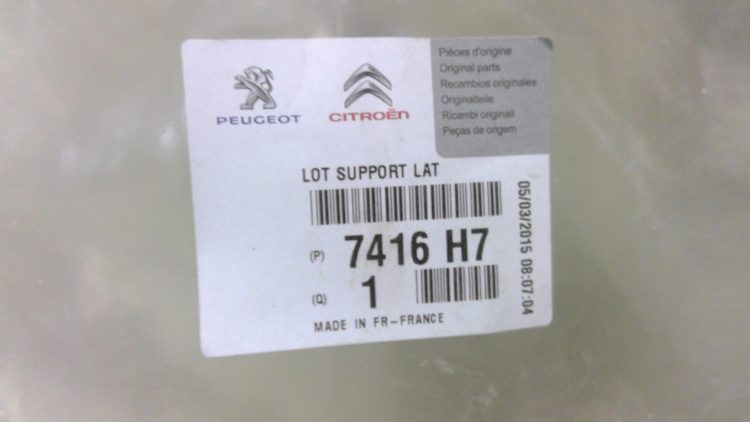 PEUGEOT
CITROËN
Pièces d'origine
Original parts
Recambios originales
Originalteile
Ricambi originali
Peças de origem
LOT SUPPORT LAT
(P) 7416 H7
(Q) 1
MADE IN FR-FRANCE
05/03/2015 08:07:04